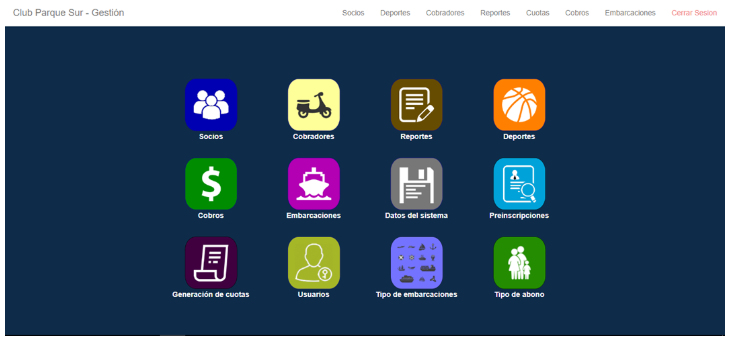 Club Parque Sur - Gestión
Socios Deportes Cobradores Reportes Cuotas Cobros Embarcaciones Cerrar Sesion
Socios Cobradores Reportes Deportes
Cobros Embarcaciones Datos del sistema Preinscripciones
Generación de cuotas Usuarios Tipo de embarcaciones Tipo de abono